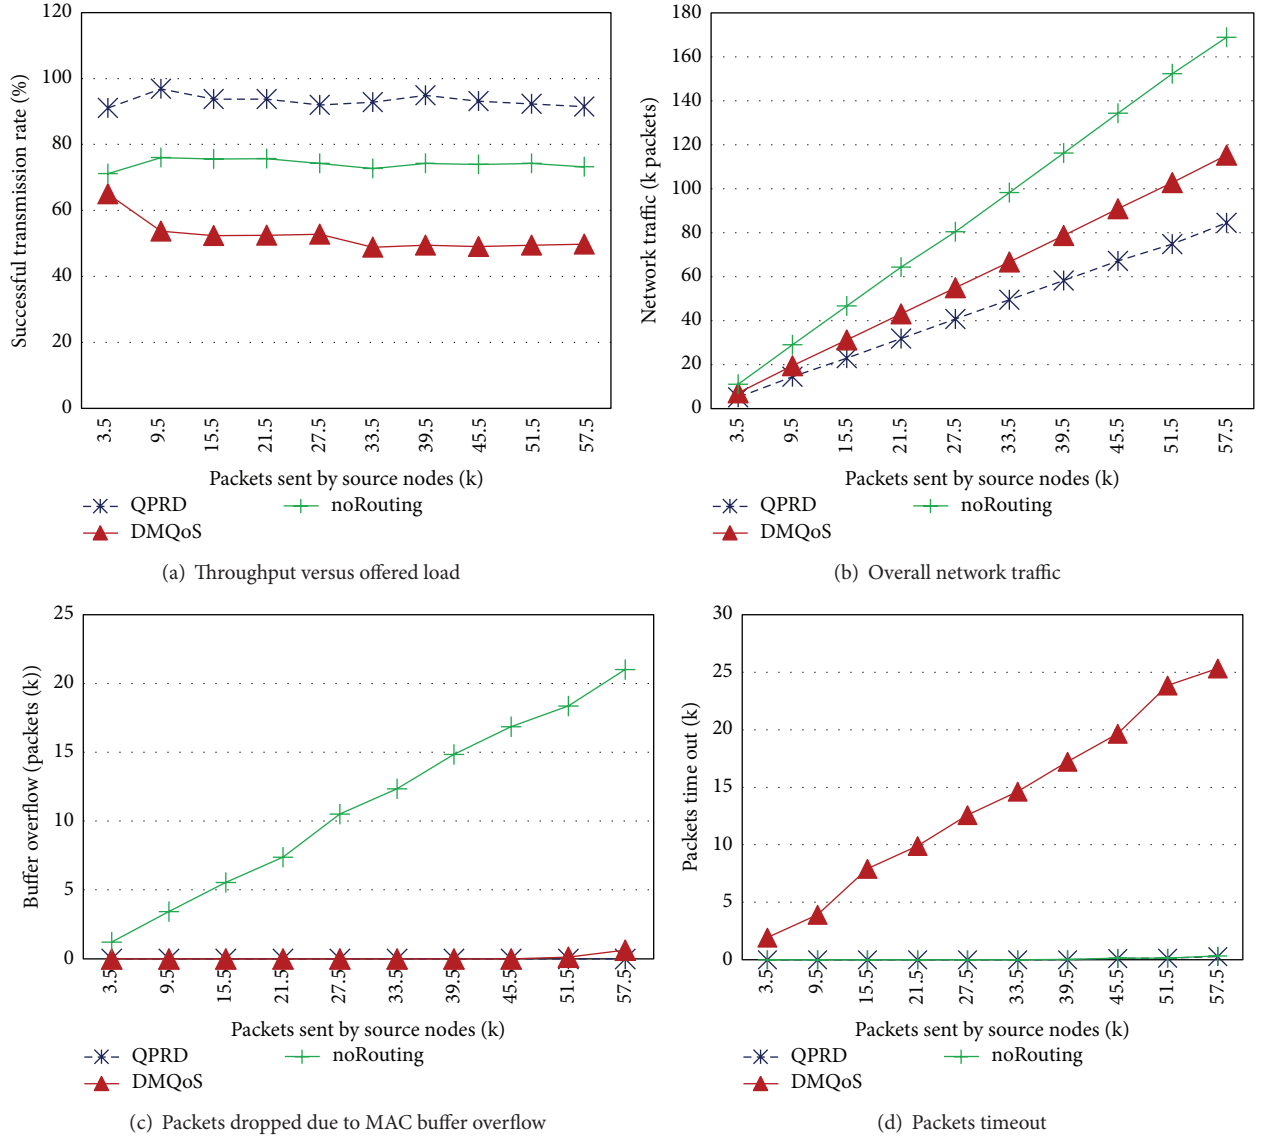 120
100
80
60
40
20
0
Successful transmission rate (%)
3.5 9.5 15.5 21.5 27.5 33.5 39.5 45.5 51.5 57.5
Packets sent by source nodes (k)
QPRD noRouting
DMQoS
(a) Throughput versus offered load
180
160
140
120
100
80
60
40
20
0
Network traffic (k packets)
3.5 9.5 15.5 21.5 27.5 33.5 39.5 45.5 51.5 57.5
Packets sent by source nodes (k)
QPRD noRouting
DMQoS
(b) Overall network traffic
25
20
15
10
5
0
Buffer overflow (packets (k))
3.5 9.5 15.5 21.5 27.5 33.5 39.5 45.5 51.5 57.5
Packets sent by source nodes (k)
QPRD noRouting
DMQoS
(c) Packets dropped due to MAC buffer overflow
30
25
20
15
10
5
0
Packets time out (k)
3.5 9.5 15.5 21.5 27.5 33.5 39.5 45.5 51.5 57.5
Packets sent by source nodes (k)
QPRD noRouting
DMQoS
(d) Packets timeout